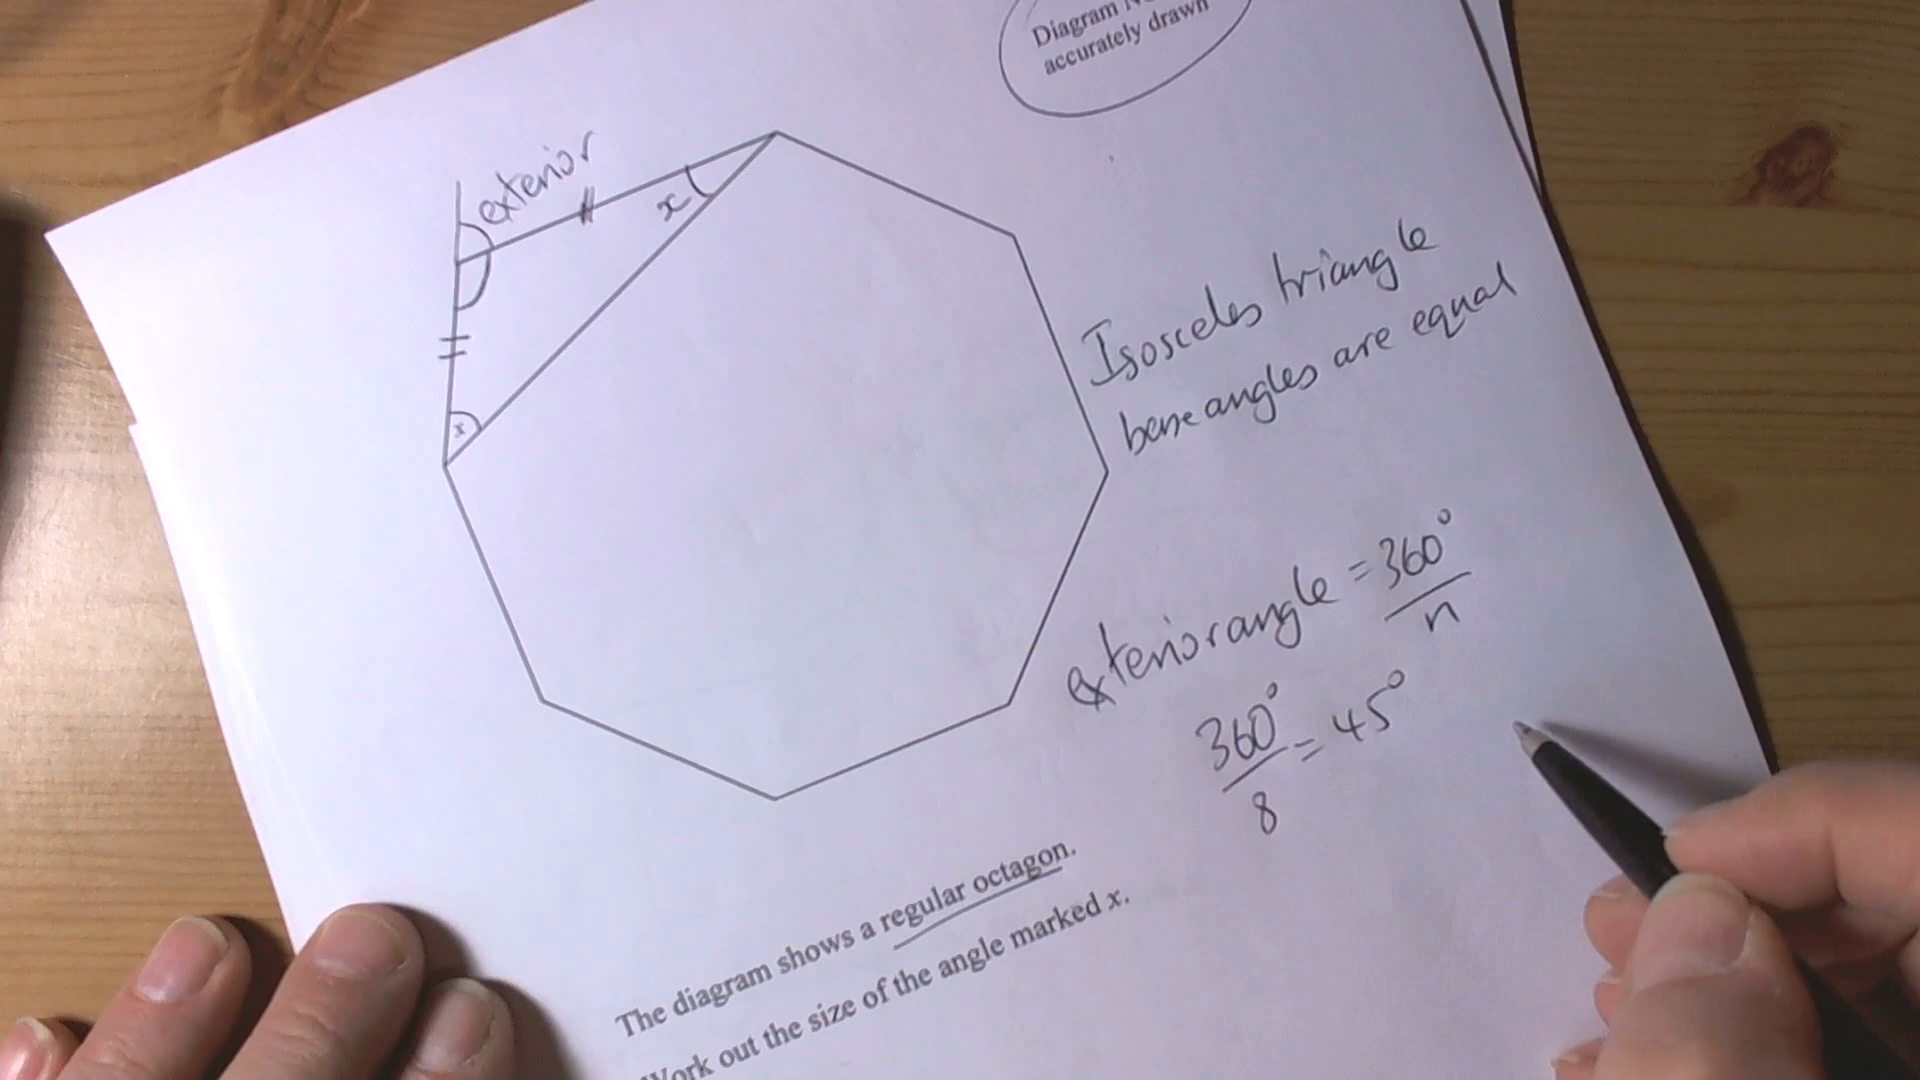 Diagram
accurately drawn
exterior
x
x
Isosceles triangle
base angles are equal
exterior angle = 360°
n
360° = 45°
8
The diagram shows a regular octagon.
Work out the size of the angle marked x.